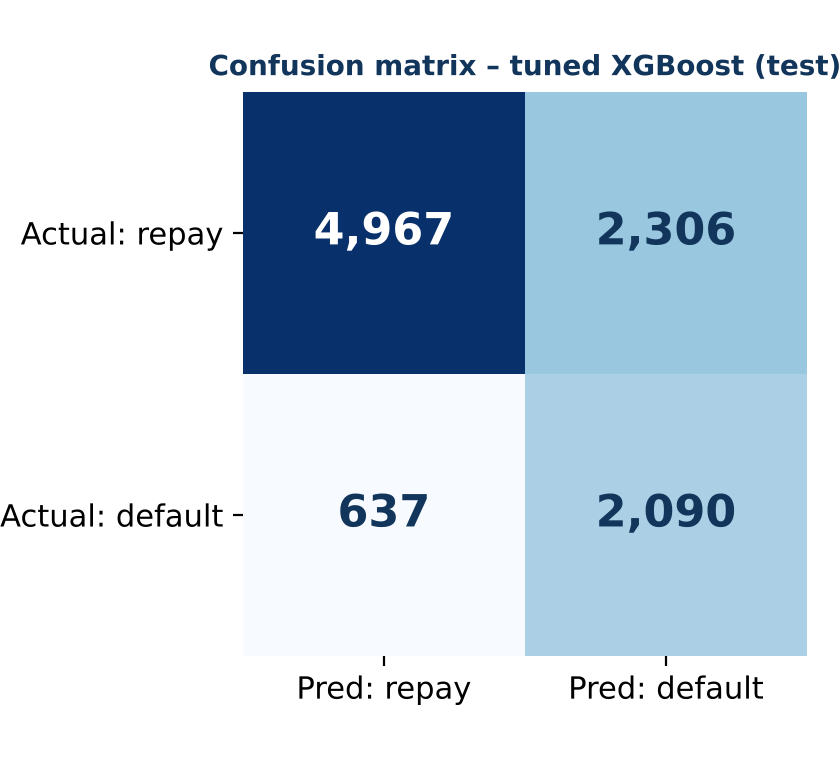 Confusion matrix – tuned XGBoost (test)
Actual: repay
4,967
2,306
Actual: default
637
2,090
Pred: repay
Pred: default